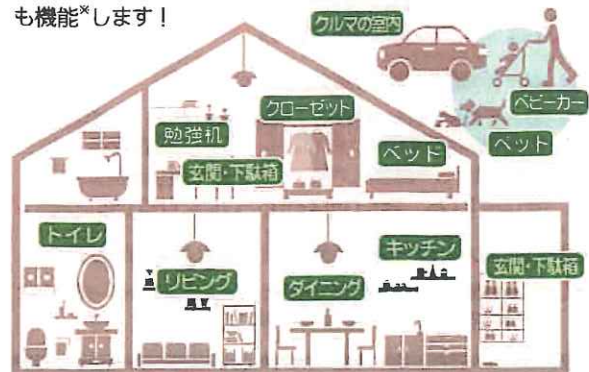 も機能※します！
クルマの室内
ベビーカー
ペット
クローゼット
勉強机
ベッド
玄関・下駄箱
トイレ
リビング
ダイニング
キッチン
玄関・下駄箱